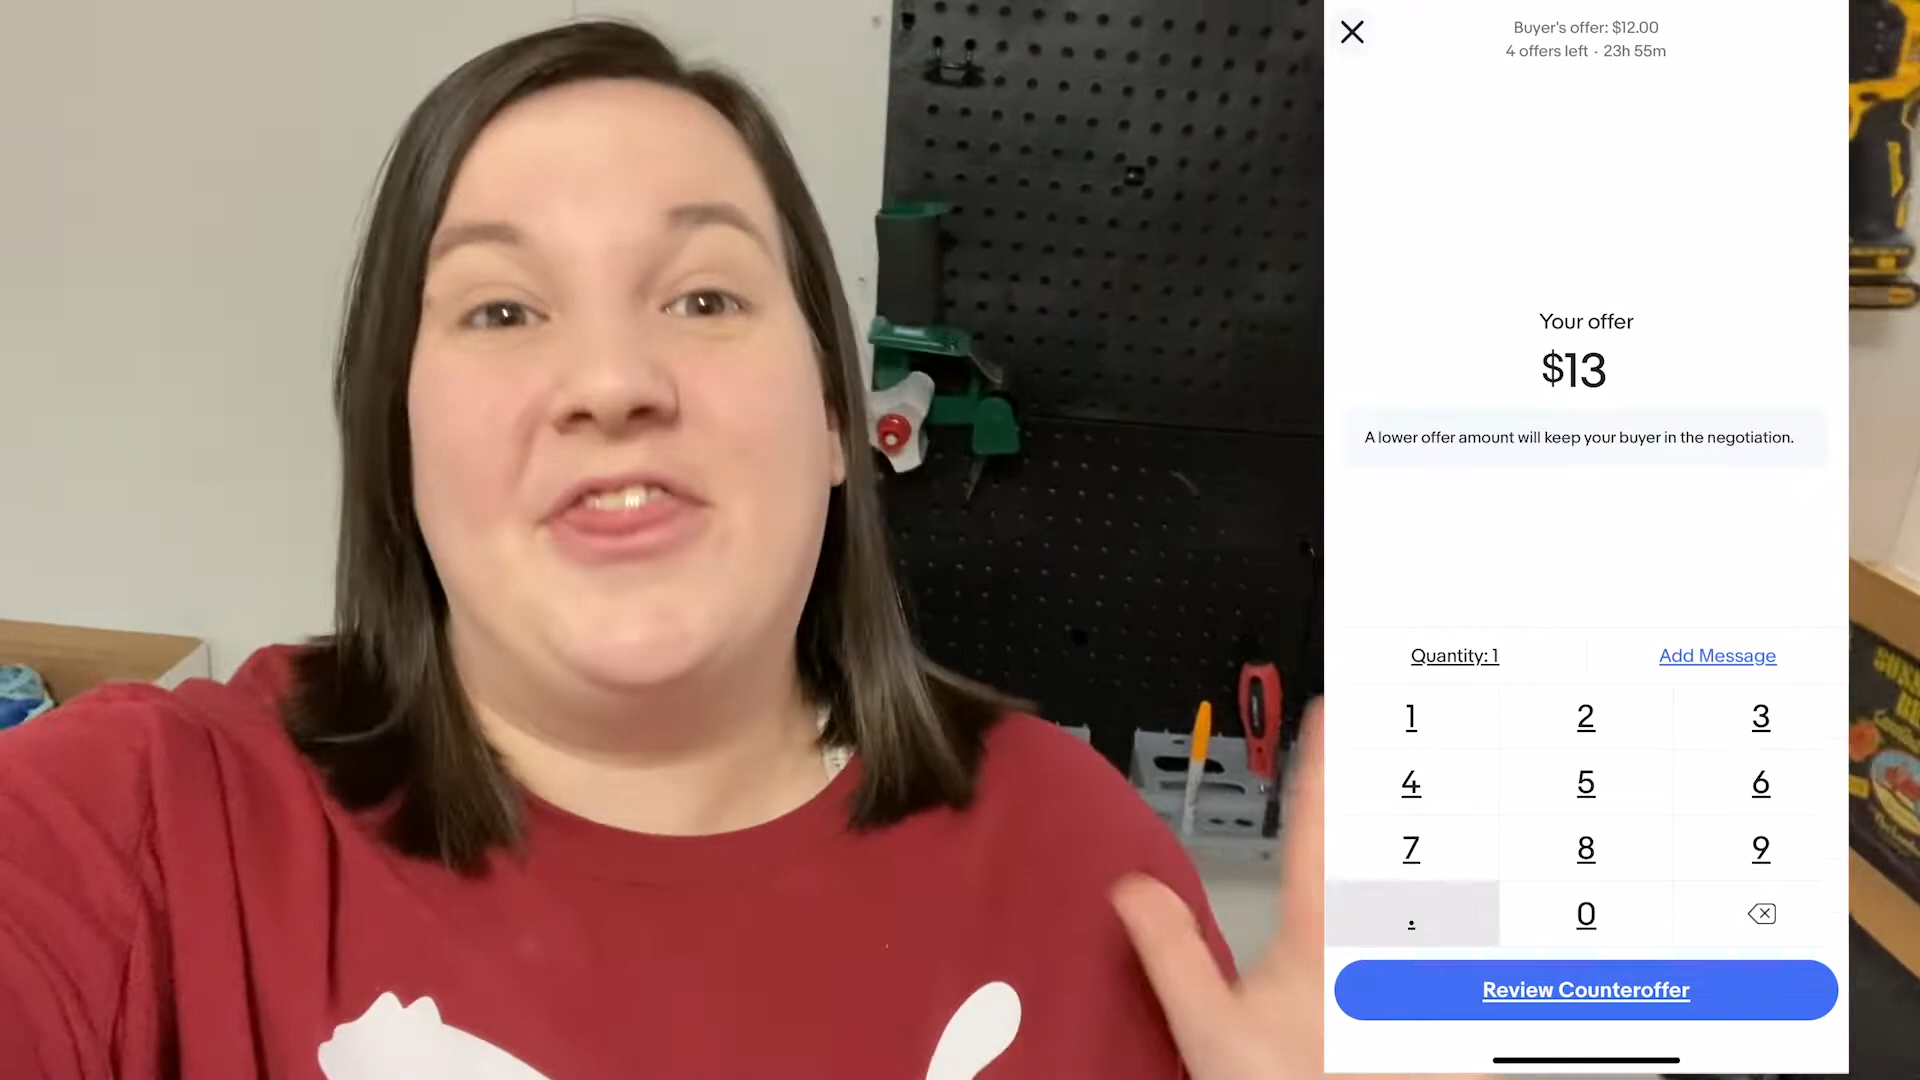 Buyer's offer: $12.00
4 offers left · 23h 55m
Your offer
$13
A lower offer amount will keep your buyer in the negotiation.
Quantity: 1
Add Message
1 2 3
4 5 6
7 8 9
. 0
Review Counteroffer